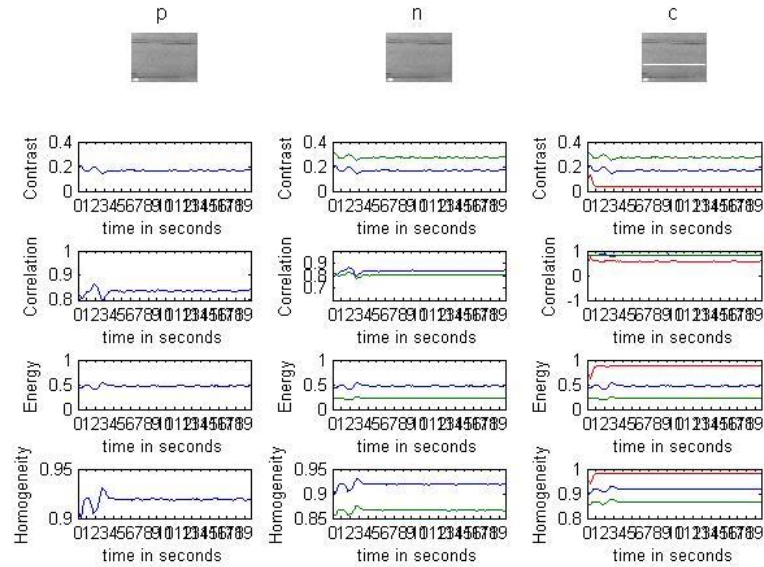 p n c
Contrast
0.4
0.2
0
time in seconds
Contrast
0.4
0.2
0
time in seconds
Contrast
0.4
0.2
0
time in seconds
Correlation
1
0.9
0.8
time in seconds
Correlation
0.9
0.8
0.7
time in seconds
Correlation
1
0
-1
time in seconds
Energy
1
0.5
0
time in seconds
Energy
1
0.5
0
time in seconds
Energy
1
0.5
0
time in seconds
Homogeneity
0.95
0.9
time in seconds
Homogeneity
0.95
0.9
0.85
time in seconds
Homogeneity
1
0.9
0.8
time in seconds